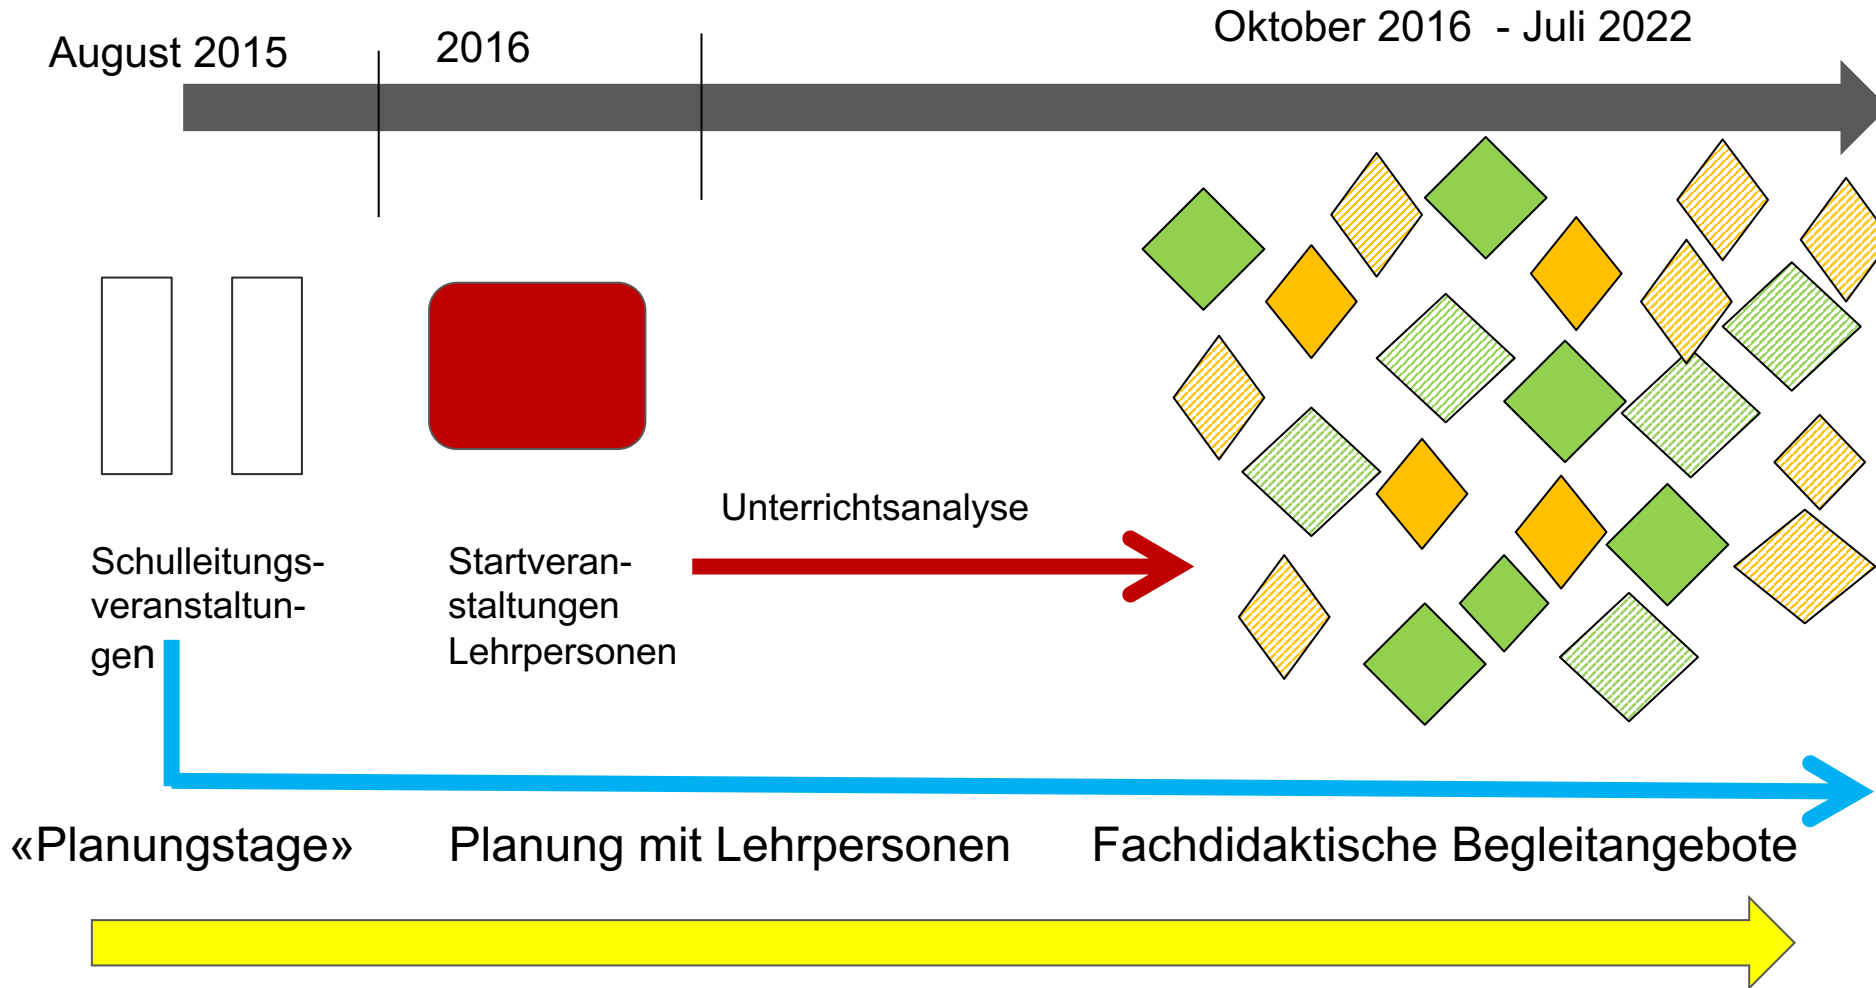 August 2015
2016
Oktober 2016 - Juli 2022
Schulleitungs-
veranstaltun-
gen
Startveran-
staltungen
Lehrpersonen
Unterrichtsanalyse
«Planungstage»
Planung mit Lehrpersonen
Fachdidaktische Begleitangebote